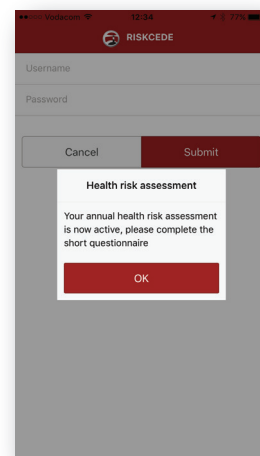 Vodacom 12:34 77%
RISKCEDE
Username
Password
Cancel Submit
Health risk assessment
Your annual health risk assessment
is now active, please complete the
short questionnaire
OK